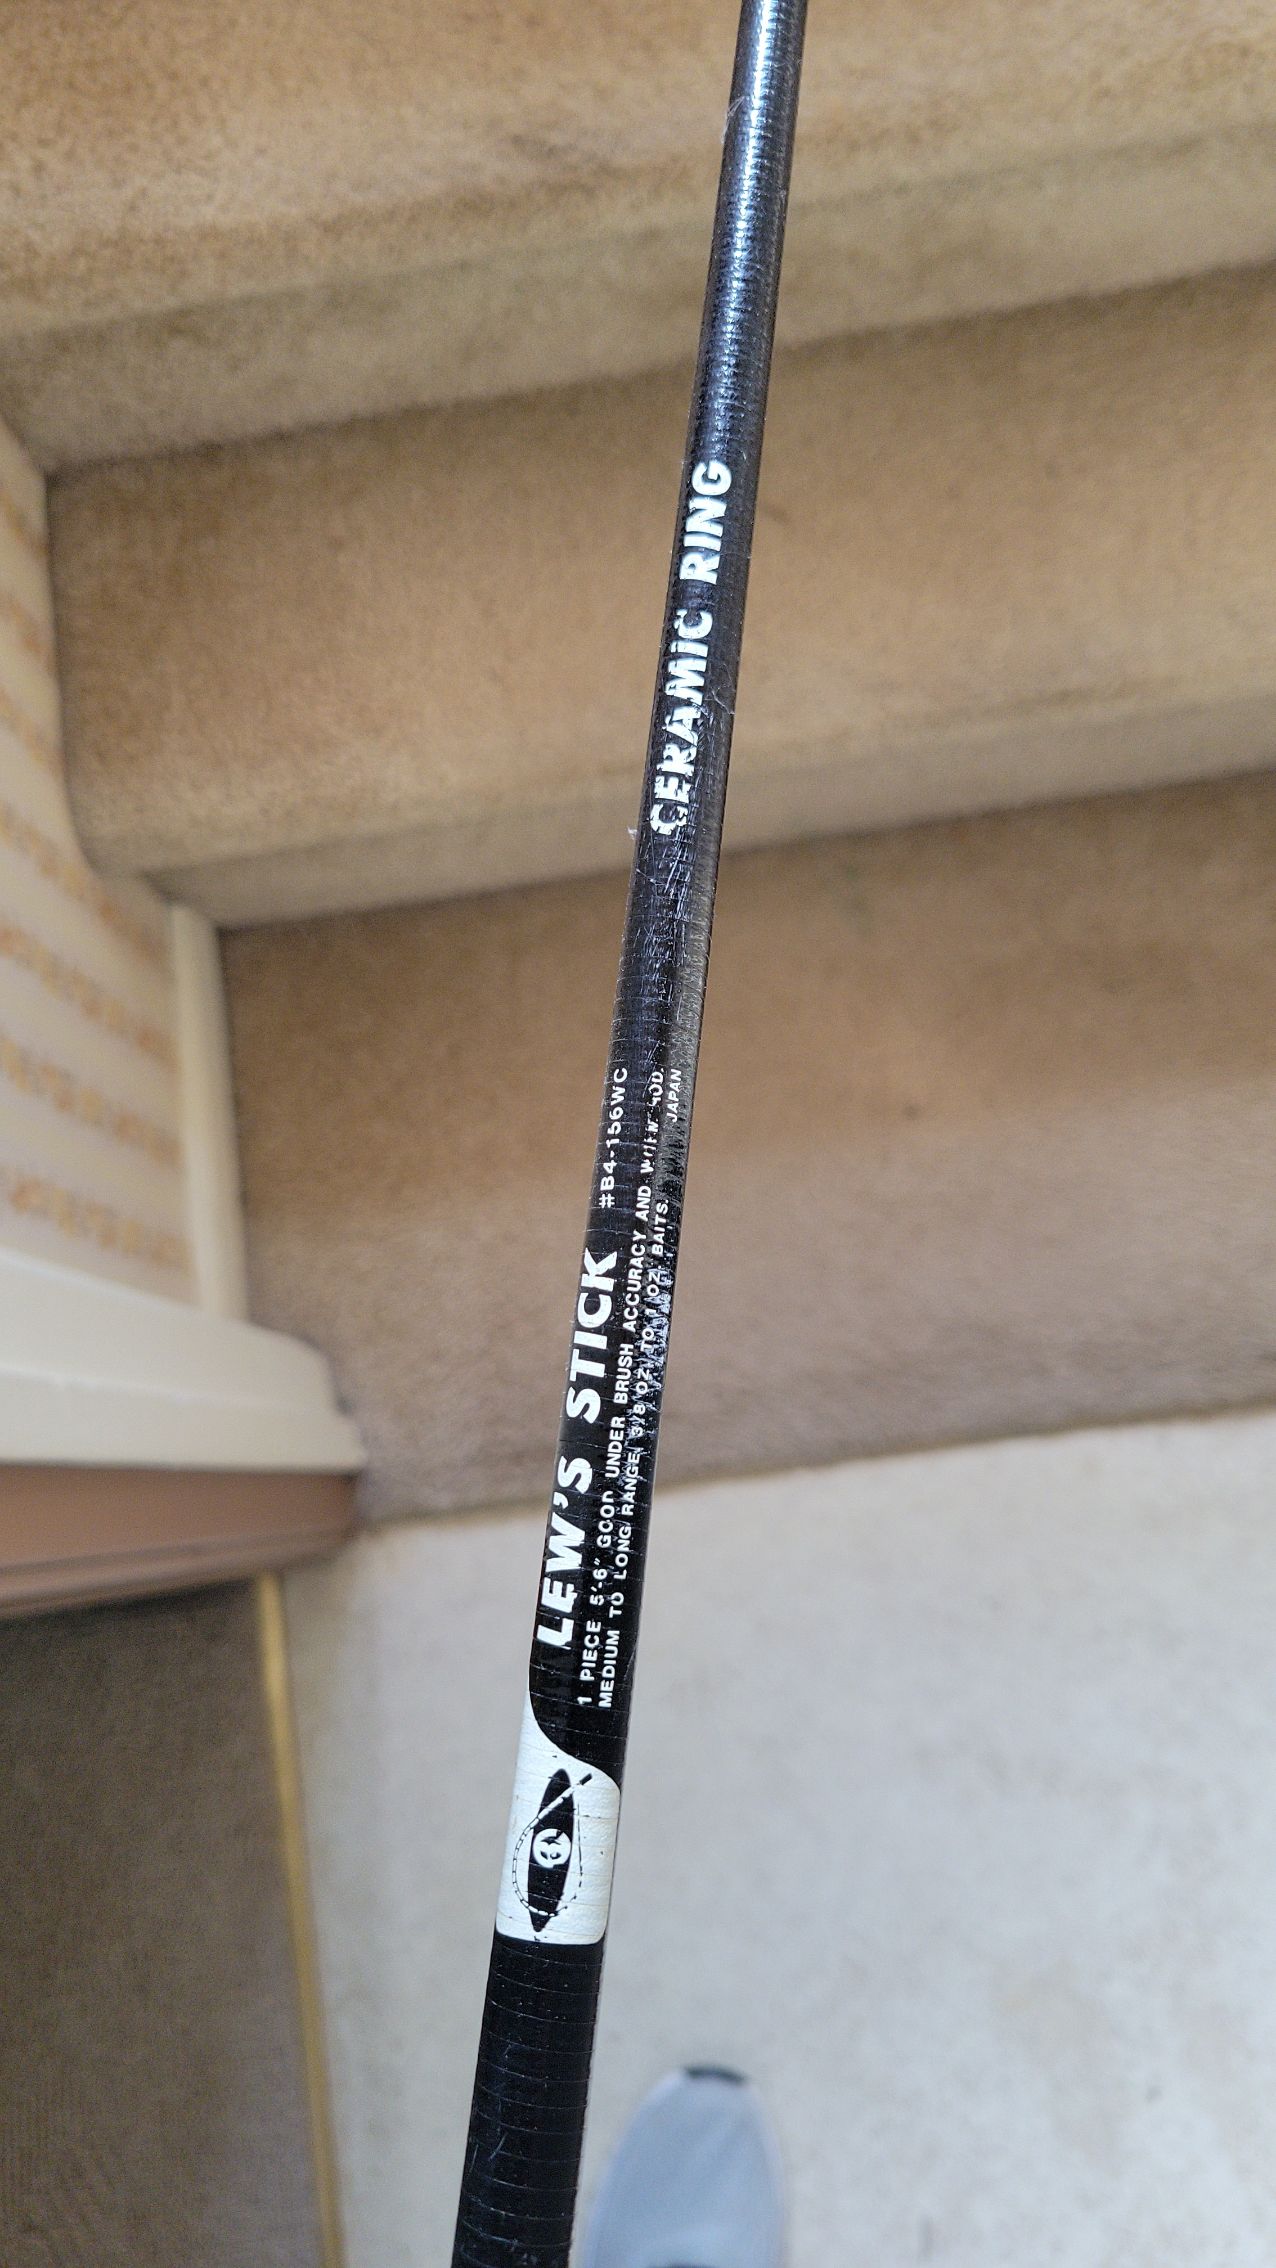 LEW'S STICK #B4-156WC
1 PIECE 5'-6" GOOD UNDER BRUSH ACCURACY AND
MEDIUM TO LONG RANGE. 3/8 OZ. TO 1 OZ. BAITS. JAPAN
CERAMIC RING